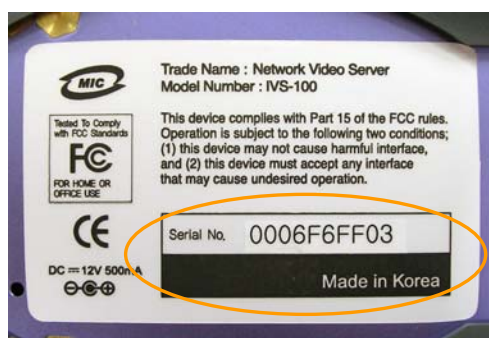 MIC
Trade Name : Network Video Server
Model Number : IVS-100
Tested To Comply
with FCC Standards
FC
FOR HOME OR
OFFICE USE
This device complies with Part 15 of the FCC rules.
Operation is subject to the following two conditions;
(1) this device may not cause harmful interface,
and (2) this device must accept any interface
that may cause undesired operation.
CE
Serial No. 0006F6FF03
DC 12V 500mA
Made in Korea